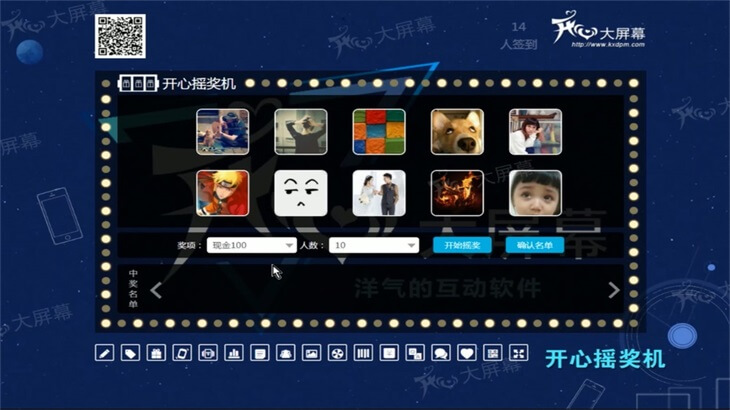 14
人签到
开心大屏幕
http://www.kxdpm.com
开心摇奖机
奖项：
现金100
人数：
10
开始摇奖
确认名单
中奖名单
大屏幕
洋气的互动软件
开心摇奖机